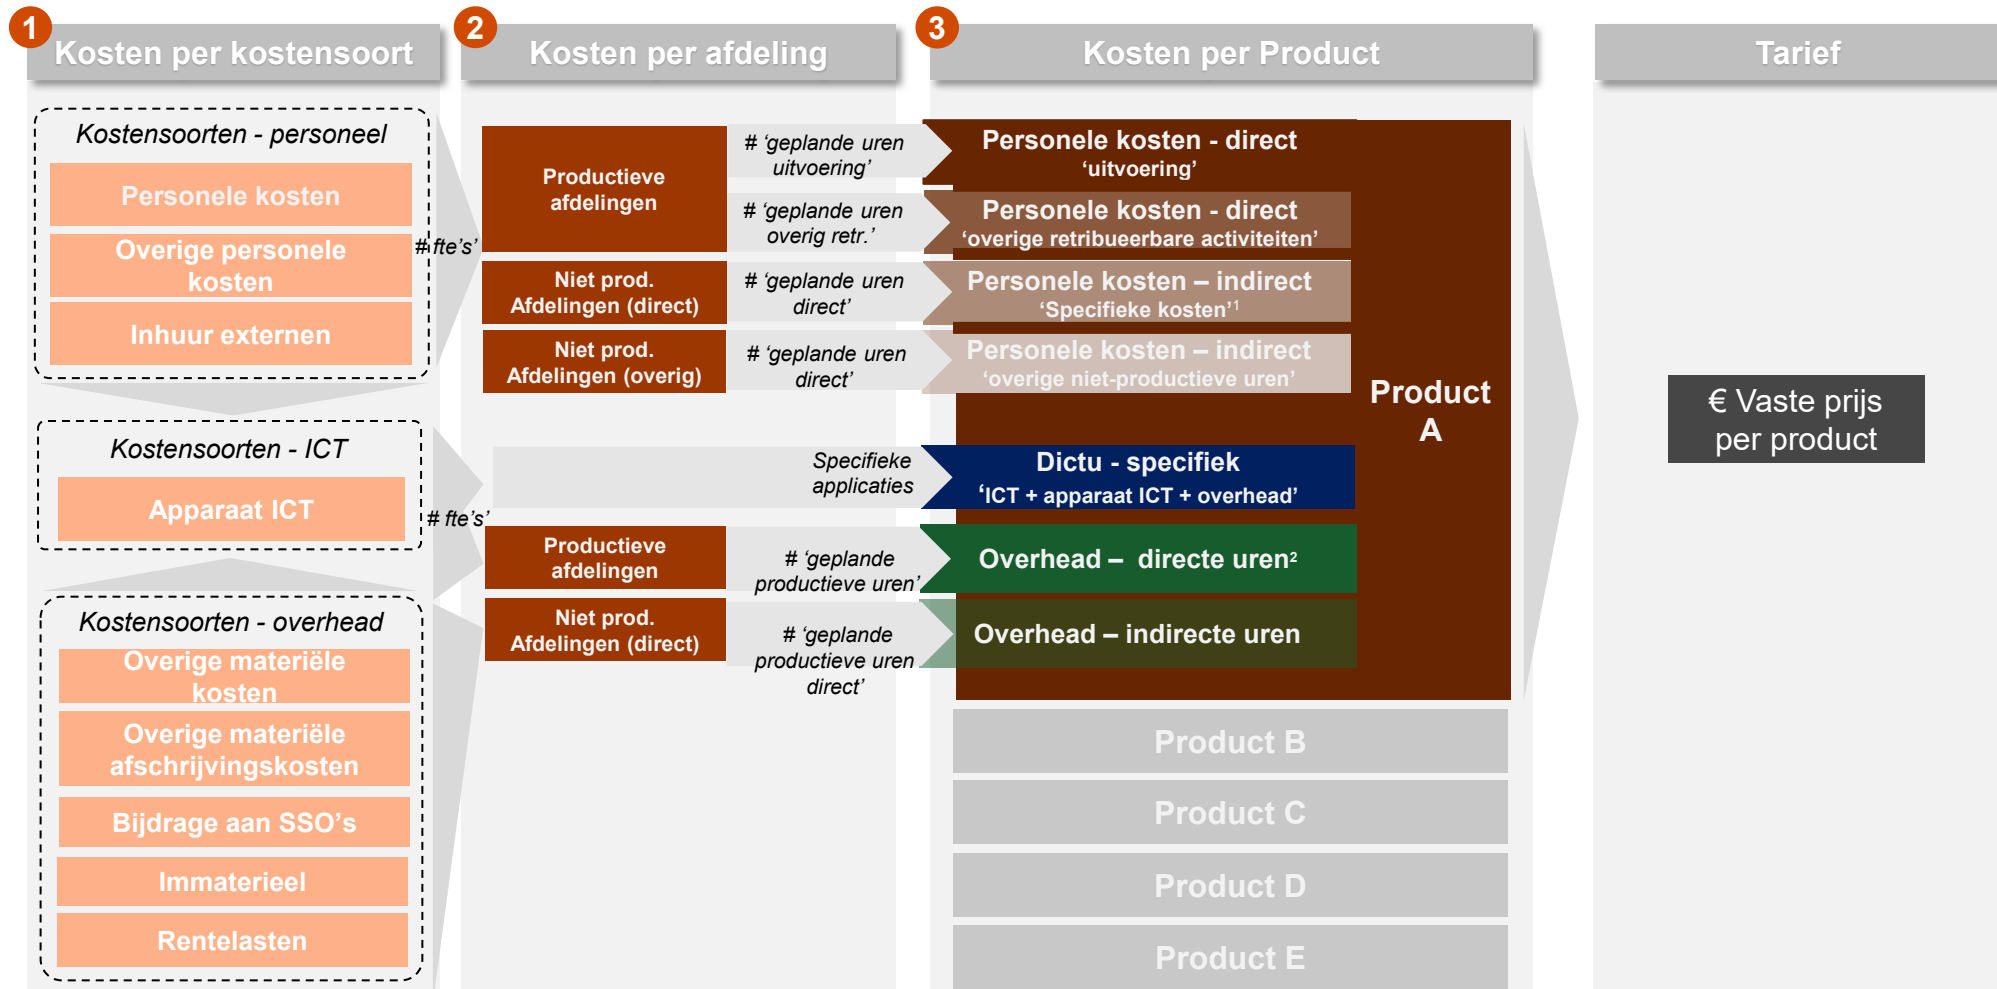 1
Kosten per kostensoort
Kostensoorten - personeel
Personele kosten
Overige personele
kosten
Inhuur externen
# fte's'
Kostensoorten - ICT
Apparaat ICT
# fte's'
Kostensoorten - overhead
Overige materiële
kosten
Overige materiële
afschrijvingskosten
Bijdrage aan SSO's
Immaterieel
Rentelasten
2
Kosten per afdeling
Productieve
afdelingen
# 'geplande uren
uitvoering'
# 'geplande uren
overig retr.'
Niet prod.
Afdelingen (direct)
# 'geplande uren
direct'
Niet prod.
Afdelingen (overig)
# 'geplande uren
direct'
Specifieke
applicaties
Productieve
afdelingen
# 'geplande
productieve uren'
Niet prod.
Afdelingen (direct)
# 'geplande
productieve uren
direct'
3
Kosten per Product
Personele kosten - direct
'uitvoering'
Personele kosten - direct
'overige retribueerbare activiteiten'
Personele kosten – indirect
'Specifieke kosten'¹
Personele kosten – indirect
'overige niet-productieve uren'
Dictu - specifiek
'ICT + apparaat ICT + overhead'
Overhead – directe uren²
Overhead – indirecte uren
Product
A
Product B
Product C
Product D
Product E
Tarief
€ Vaste prijs
per product